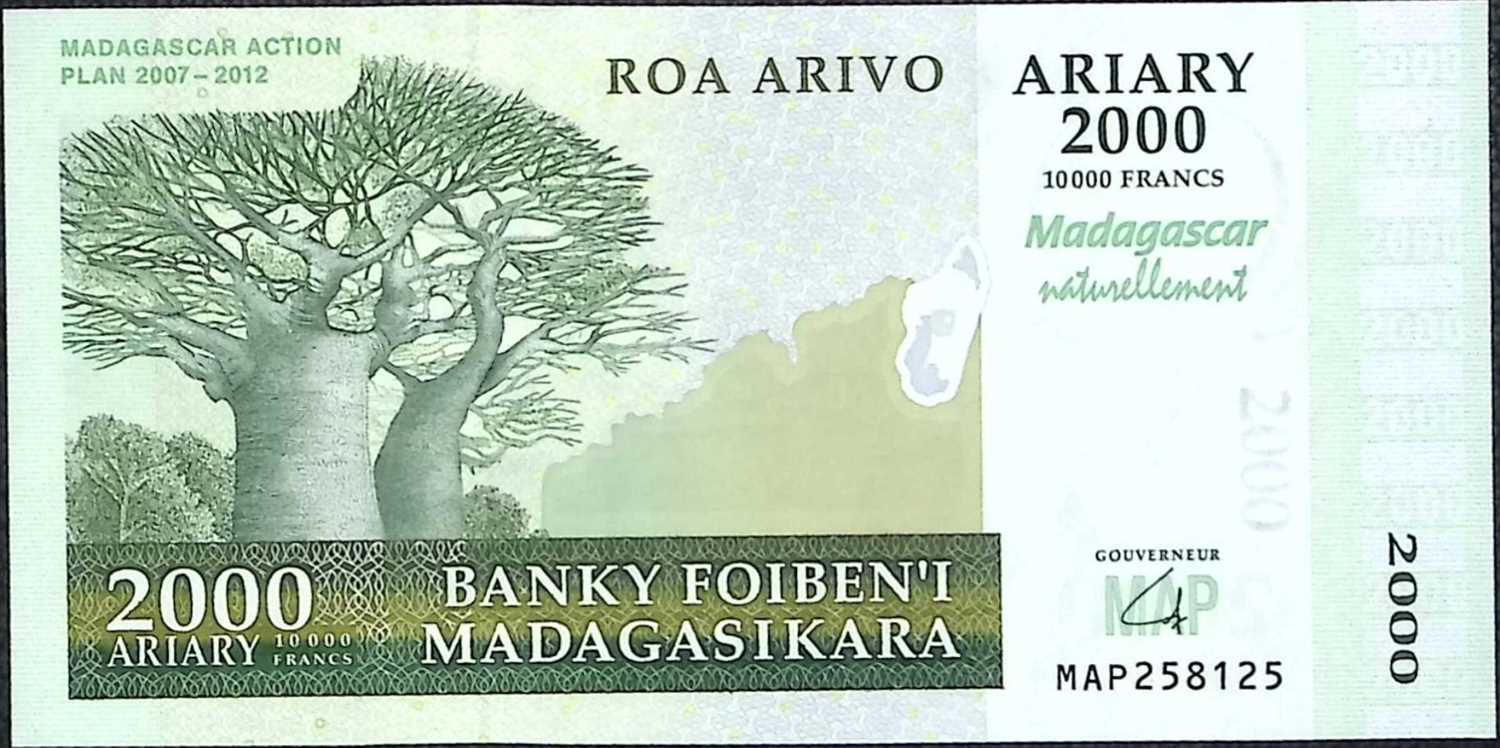 MADAGASCAR ACTION
PLAN 2007 – 2012
ROA ARIVO
ARIARY
2000
10000 FRANCS
Madagascar
naturellement
2000
GOUVERNEUR
MAP
MAP258125
2000
2000
ARIARY
10000
FRANCS
BANKY FOIBEN'I
MADAGASIKARA